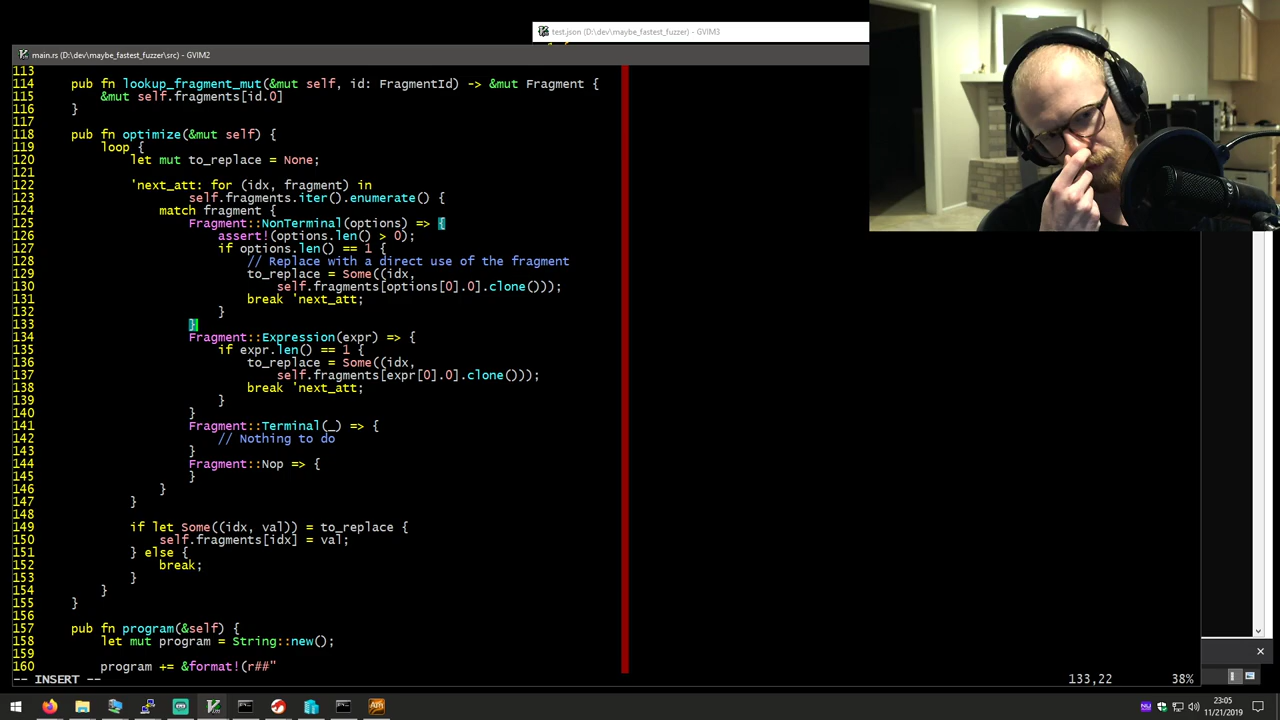 test.json (D:\dev\maybe_fastest_fuzzer) - GVIM3
main.rs (D:\dev\maybe_fastest_fuzzer\src) - GVIM2
113
114     pub fn lookup_fragment_mut(&mut self, id: FragmentId) -> &mut Fragment {
115         &mut self.fragments[id.0]
116     }
117
118     pub fn optimize(&mut self) {
119         loop {
120             let mut to_replace = None;
121
122             'next_att: for (idx, fragment) in
123                     self.fragments.iter().enumerate() {
124                 match fragment {
125                     Fragment::NonTerminal(options) => {
126                         assert!(options.len() > 0);
127                         if options.len() == 1 {
128                             // Replace with a direct use of the fragment
129                             to_replace = Some((idx,
130                                 self.fragments[options[0].0].clone()));
131                             break 'next_att;
132                         }
133                     }
134                     Fragment::Expression(expr) => {
135                         if expr.len() == 1 {
136                             to_replace = Some((idx,
137                                 self.fragments[expr[0].0].clone()));
138                             break 'next_att;
139                         }
140                     }
141                     Fragment::Terminal(_) => {
142                         // Nothing to do
143                     }
144                     Fragment::Nop => {
145                     }
146                 }
147             }
148
149             if let Some((idx, val)) = to_replace {
150                 self.fragments[idx] = val;
151             } else {
152                 break;
153             }
154         }
155     }
156
157     pub fn program(&self) {
158         let mut program = String::new();
159
160         program += &format!(r##"
-- INSERT --
133,22
38%
23:05
11/21/2019